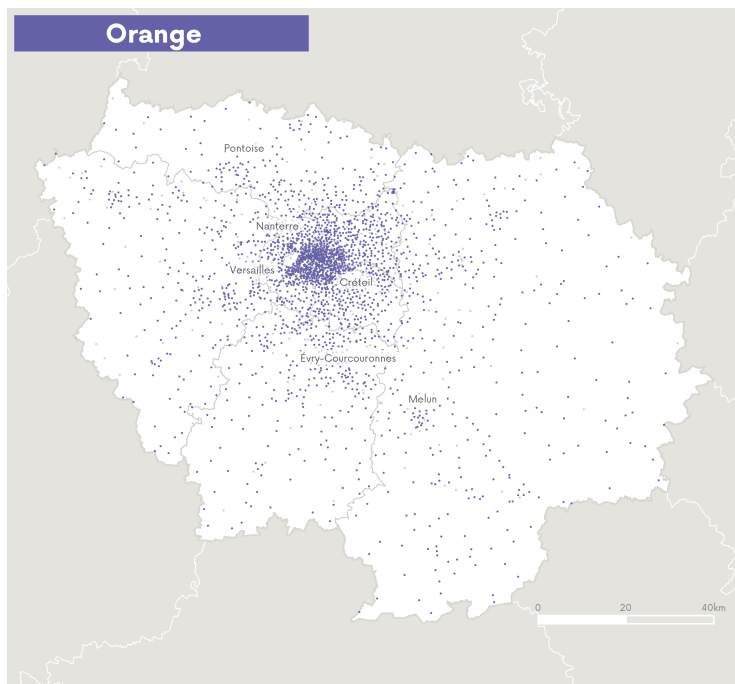 Orange
Pontoise
Nanterre
Versailles
Créteil
Évry-Courcouronnes
Melun
0 20 40km